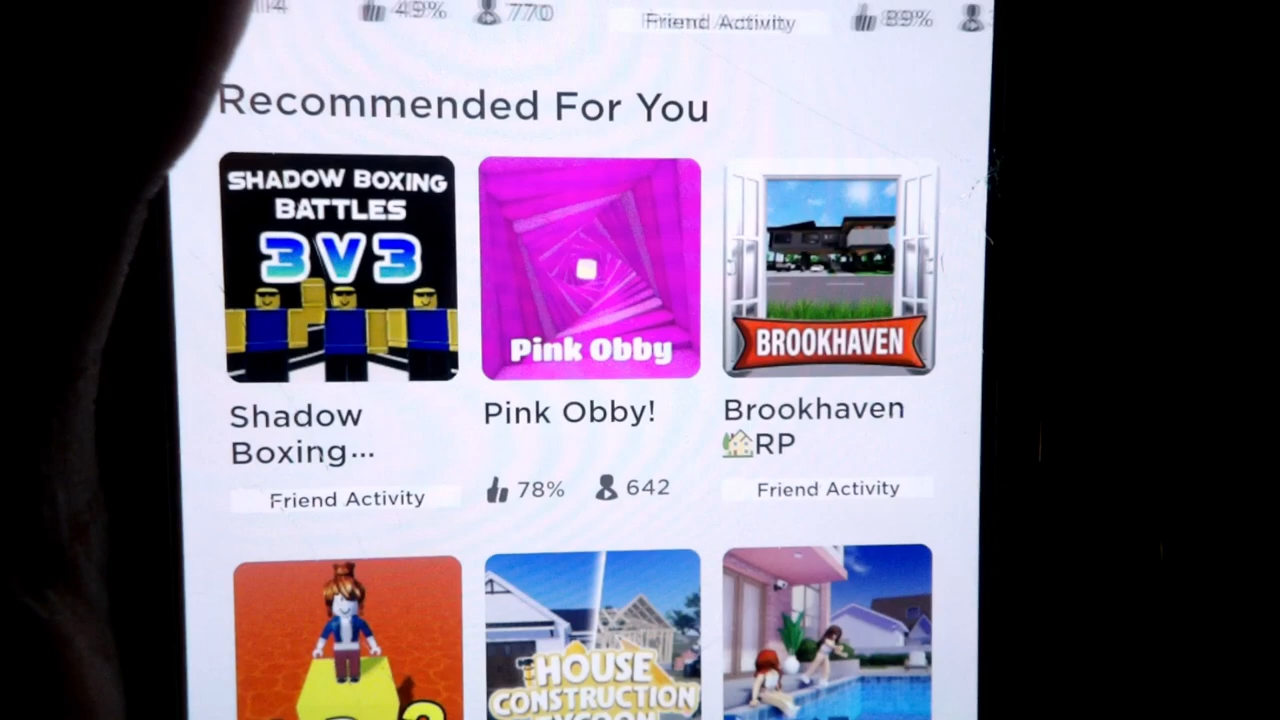 49% 770 Friend Activity 89%
Recommended For You
SHADOW BOXING
BATTLES
3V3
Pink Obby
BROOKHAVEN
Shadow
Boxing...
Pink Obby!
Brookhaven
🏡RP
Friend Activity
78% 642
Friend Activity
HOUSE
CONSTRUCTION
TYCOON